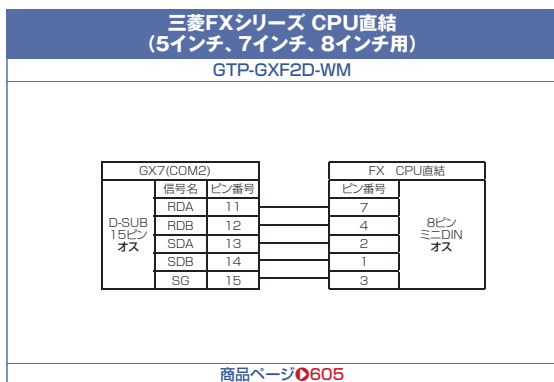 三菱FXシリーズ CPU直結
（5インチ、7インチ、8インチ用）
GTP-GXF2D-WM
GX7(COM2) FX CPU直結
信号名 ピン番号 ピン番号
D-SUB
15ピン
オス
RDA 11 7
RDB 12 4
SDA 13 2
SDB 14 1
SG 15 3
8ピン
ミニDIN
オス
商品ページ605